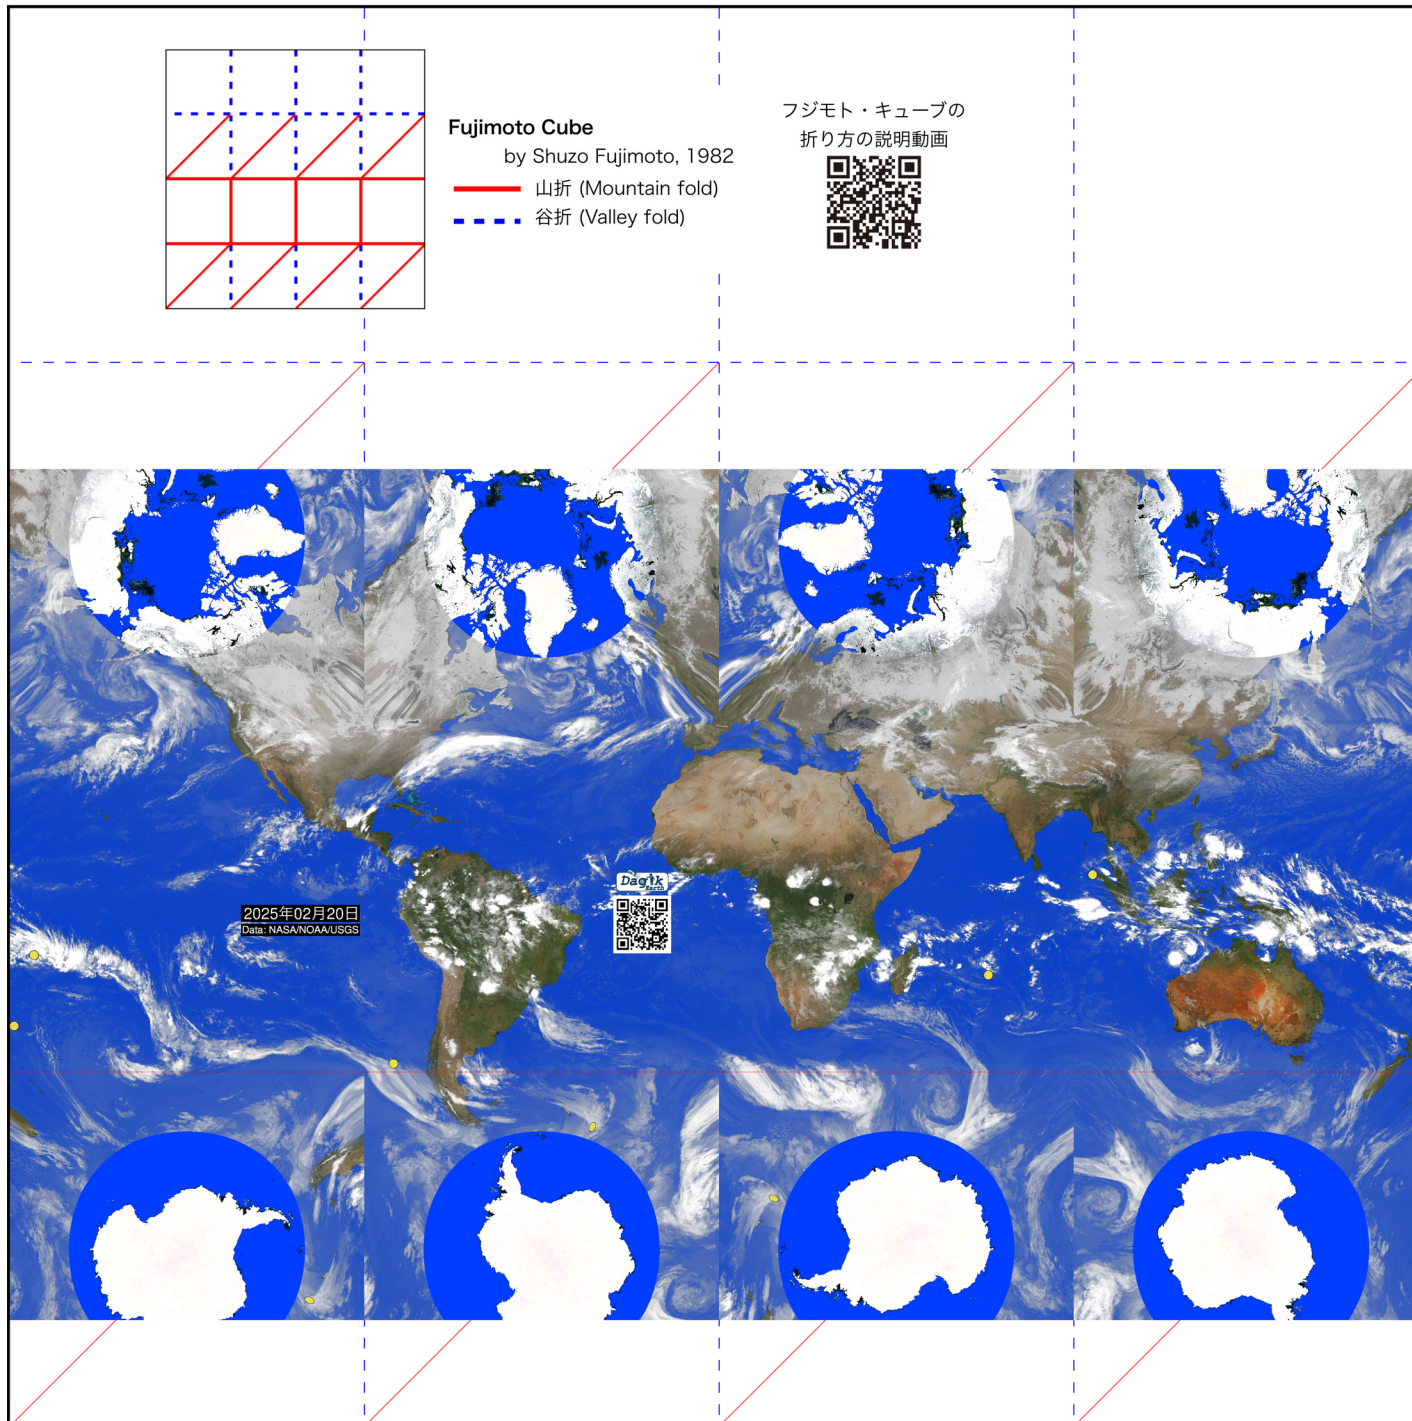 Fujimoto Cube
by Shuzo Fujimoto, 1982
山折 (Mountain fold)
谷折 (Valley fold)
フジモト・キューブの
折り方の説明動画
Dagik
Earth
2025年02月20日
Data: NASA/NOAA/USGS